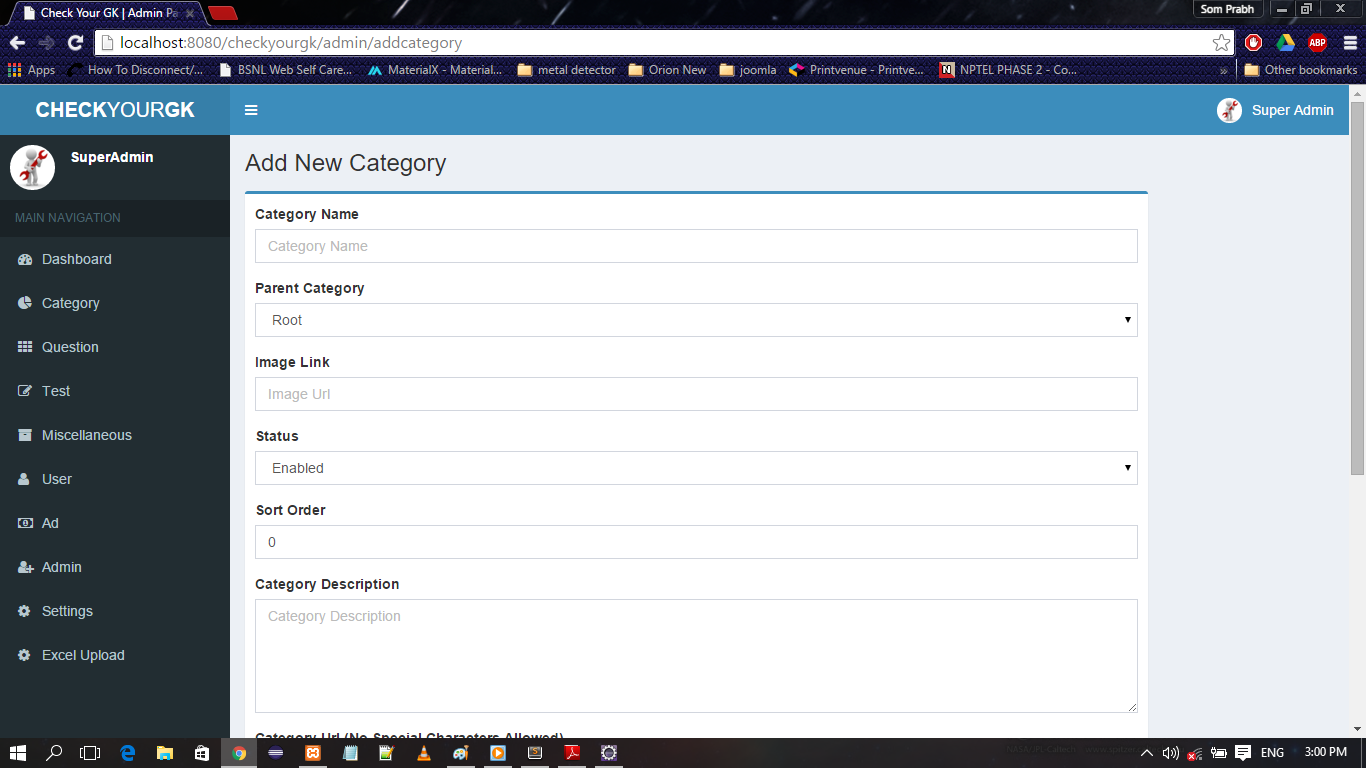 Check Your GK | Admin Pa
Som Prabh
localhost:8080/checkyourgk/admin/addcategory
ABP
Apps
How To Disconnect/...
BSNL Web Self Care...
MaterialX - Material...
metal detector
Orion New
joomla
Printvenue - Printve...
N
NPTEL PHASE 2 - Co...
»
Other bookmarks
CHECKYOURGK
Super Admin
SuperAdmin
MAIN NAVIGATION
Dashboard
Category
Question
Test
Miscellaneous
User
Ad
Admin
Settings
Excel Upload
Add New Category
Category Name
Category Name
Parent Category
Root
Image Link
Image Url
Status
Enabled
Sort Order
0
Category Description
Category Description
Category Url (No Special Characters Allowed)
ENG
3:00 PM